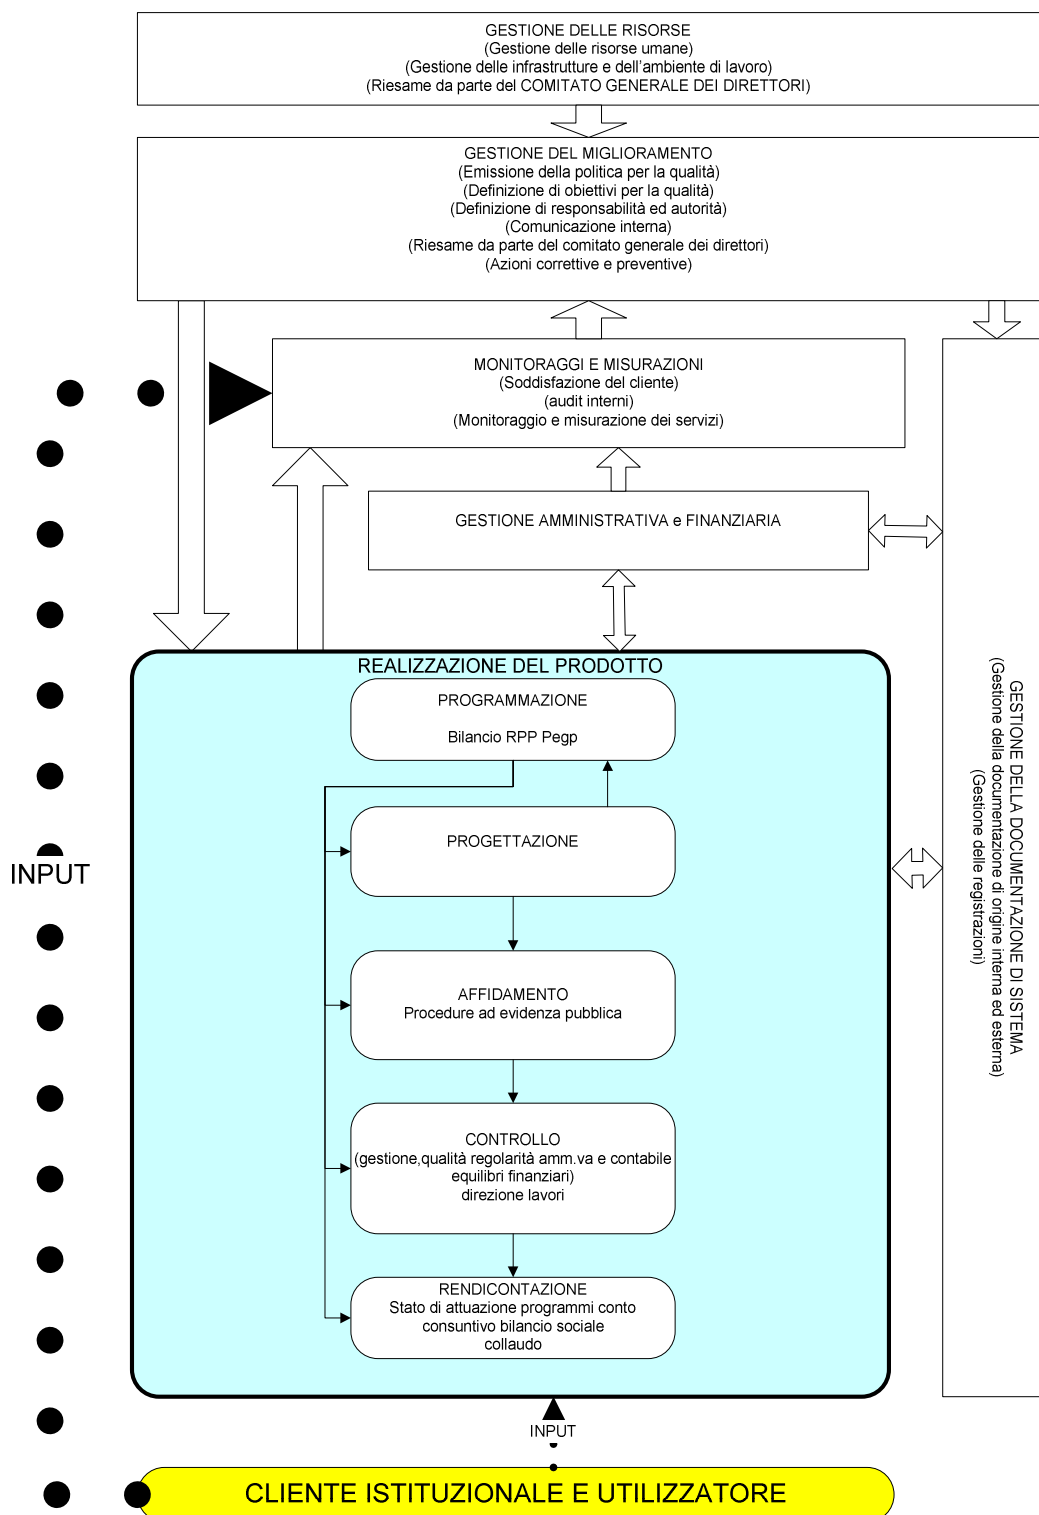 GESTIONE DELLE RISORSE
(Gestione delle risorse umane)
(Gestione delle infrastrutture e dell'ambiente di lavoro)
(Riesame da parte del COMITATO GENERALE DEI DIRETTORI)
GESTIONE DEL MIGLIORAMENTO
(Emissione della politica per la qualità)
(Definizione di obiettivi per la qualità)
(Definizione di responsabilità ed autorità)
(Comunicazione interna)
(Riesame da parte del comitato generale dei direttori)
(Azioni correttive e preventive)
MONITORAGGI E MISURAZIONI
(Soddisfazione del cliente)
(audit interni)
(Monitoraggio e misurazione dei servizi)
GESTIONE AMMINISTRATIVA e FINANZIARIA
GESTIONE DELLA DOCUMENTAZIONE DI SISTEMA
(Gestione della documentazione di origine interna ed esterna)
(Gestione delle registrazioni)
REALIZZAZIONE DEL PRODOTTO
PROGRAMMAZIONE
Bilancio RPP Pegp
PROGETTAZIONE
INPUT
AFFIDAMENTO
Procedure ad evidenza pubblica
CONTROLLO
(gestione,qualità regolarità amm.va e contabile
equilibri finanziari)
direzione lavori
RENDICONTAZIONE
Stato di attuazione programmi conto
consuntivo bilancio sociale
collaudo
INPUT
CLIENTE ISTITUZIONALE E UTILIZZATORE